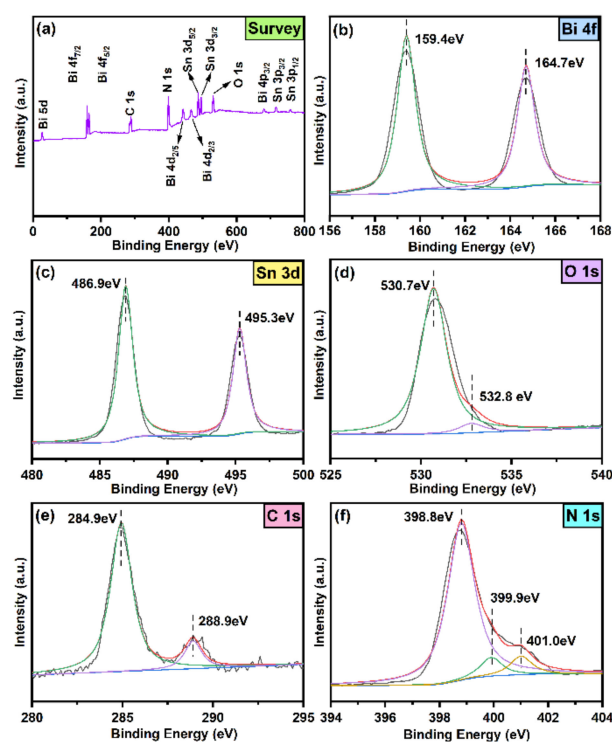 (a)
Survey
Bi 5d
Bi 4f7/2
Bi 4f5/2
C 1s
N 1s
Sn 3d5/2
Sn 3d3/2
O 1s
Bi 4p3/2
Sn 3p3/2
Sn 3p1/2
Bi 4d2/5
Bi 4d2/3
Intensity (a.u.)
0 200 400 600 800
Binding Energy (eV)
(b)
Bi 4f
159.4eV
164.7eV
Intensity (a.u.)
156 158 160 162 164 166 168
Binding Energy (eV)
(c)
Sn 3d
486.9eV
495.3eV
Intensity (a.u.)
480 485 490 495 500
Binding Energy (eV)
(d)
O 1s
530.7eV
532.8 eV
Intensity (a.u.)
525 530 535 540
Binding Energy (eV)
(e)
C 1s
284.9eV
288.9eV
Intensity (a.u.)
280 285 290 295
Binding Energy (eV)
(f)
N 1s
398.8eV
399.9eV
401.0eV
Intensity (a.u.)
394 396 398 400 402 404
Binding Energy (eV)